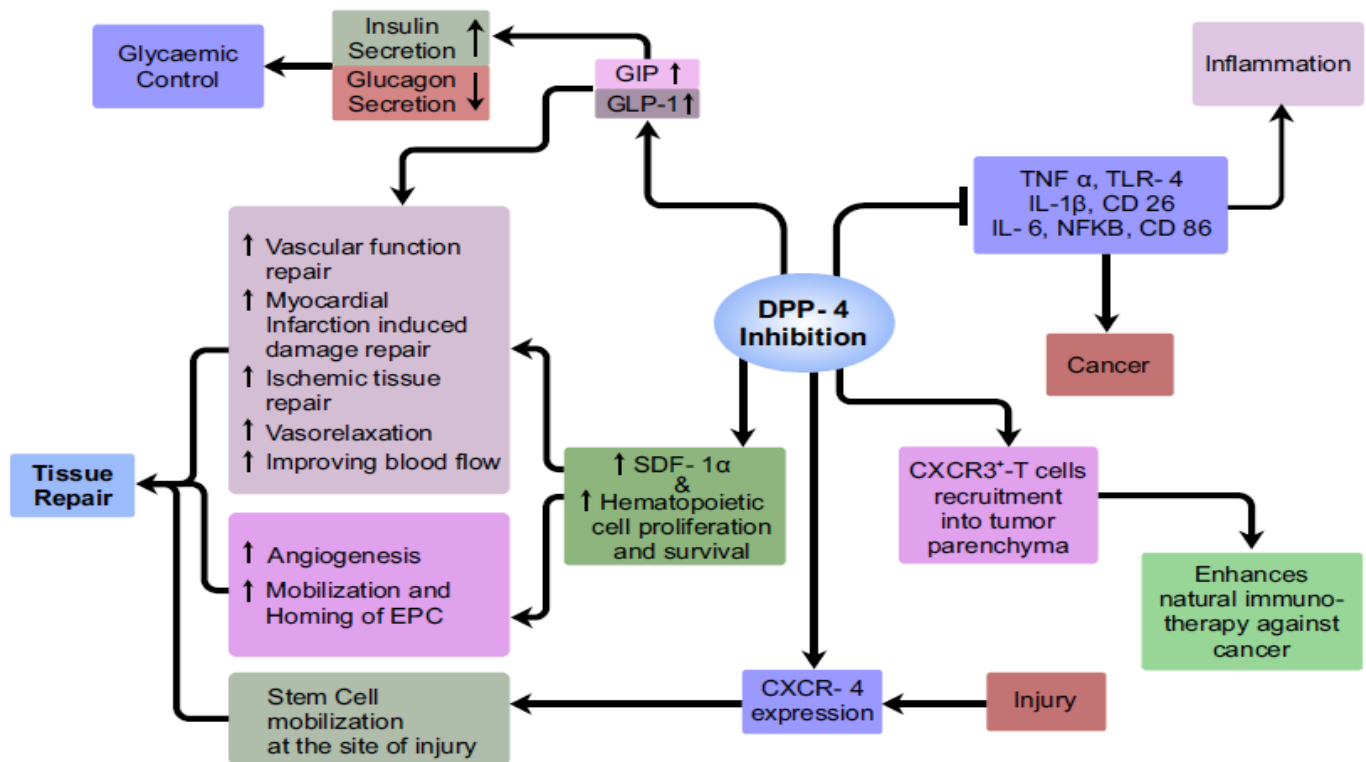 Glycaemic
Control
Insulin
Secretion ↑
Glucagon
Secretion ↓
GIP ↑
GLP-1 ↑
Inflammation
TNF α, TLR- 4
IL-1β, CD 26
IL- 6, NFKB, CD 86
↑ Vascular function
repair
↑ Myocardial
Infarction induced
damage repair
↑ Ischemic tissue
repair
↑ Vasorelaxation
↑ Improving blood flow
DPP- 4
Inhibition
Cancer
Tissue
Repair
↑ SDF- 1α
&
↑ Hematopoietic
cell proliferation
and survival
CXCR3⁺-T cells
recruitment
into tumor
parenchyma
↑ Angiogenesis
↑ Mobilization and
Homing of EPC
Enhances
natural immuno-
therapy against
cancer
Stem Cell
mobilization
at the site of injury
CXCR- 4
expression
Injury